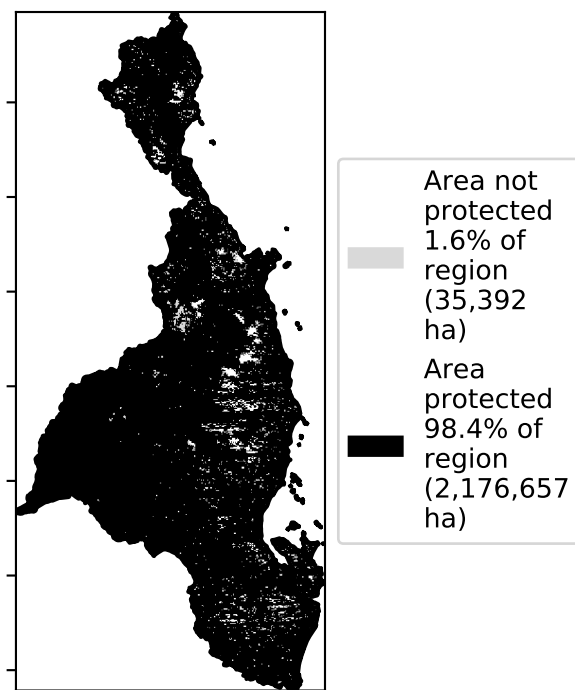 Area not
protected
1.6% of
region
(35,392
ha)
Area
protected
98.4% of
region
(2,176,657
ha)